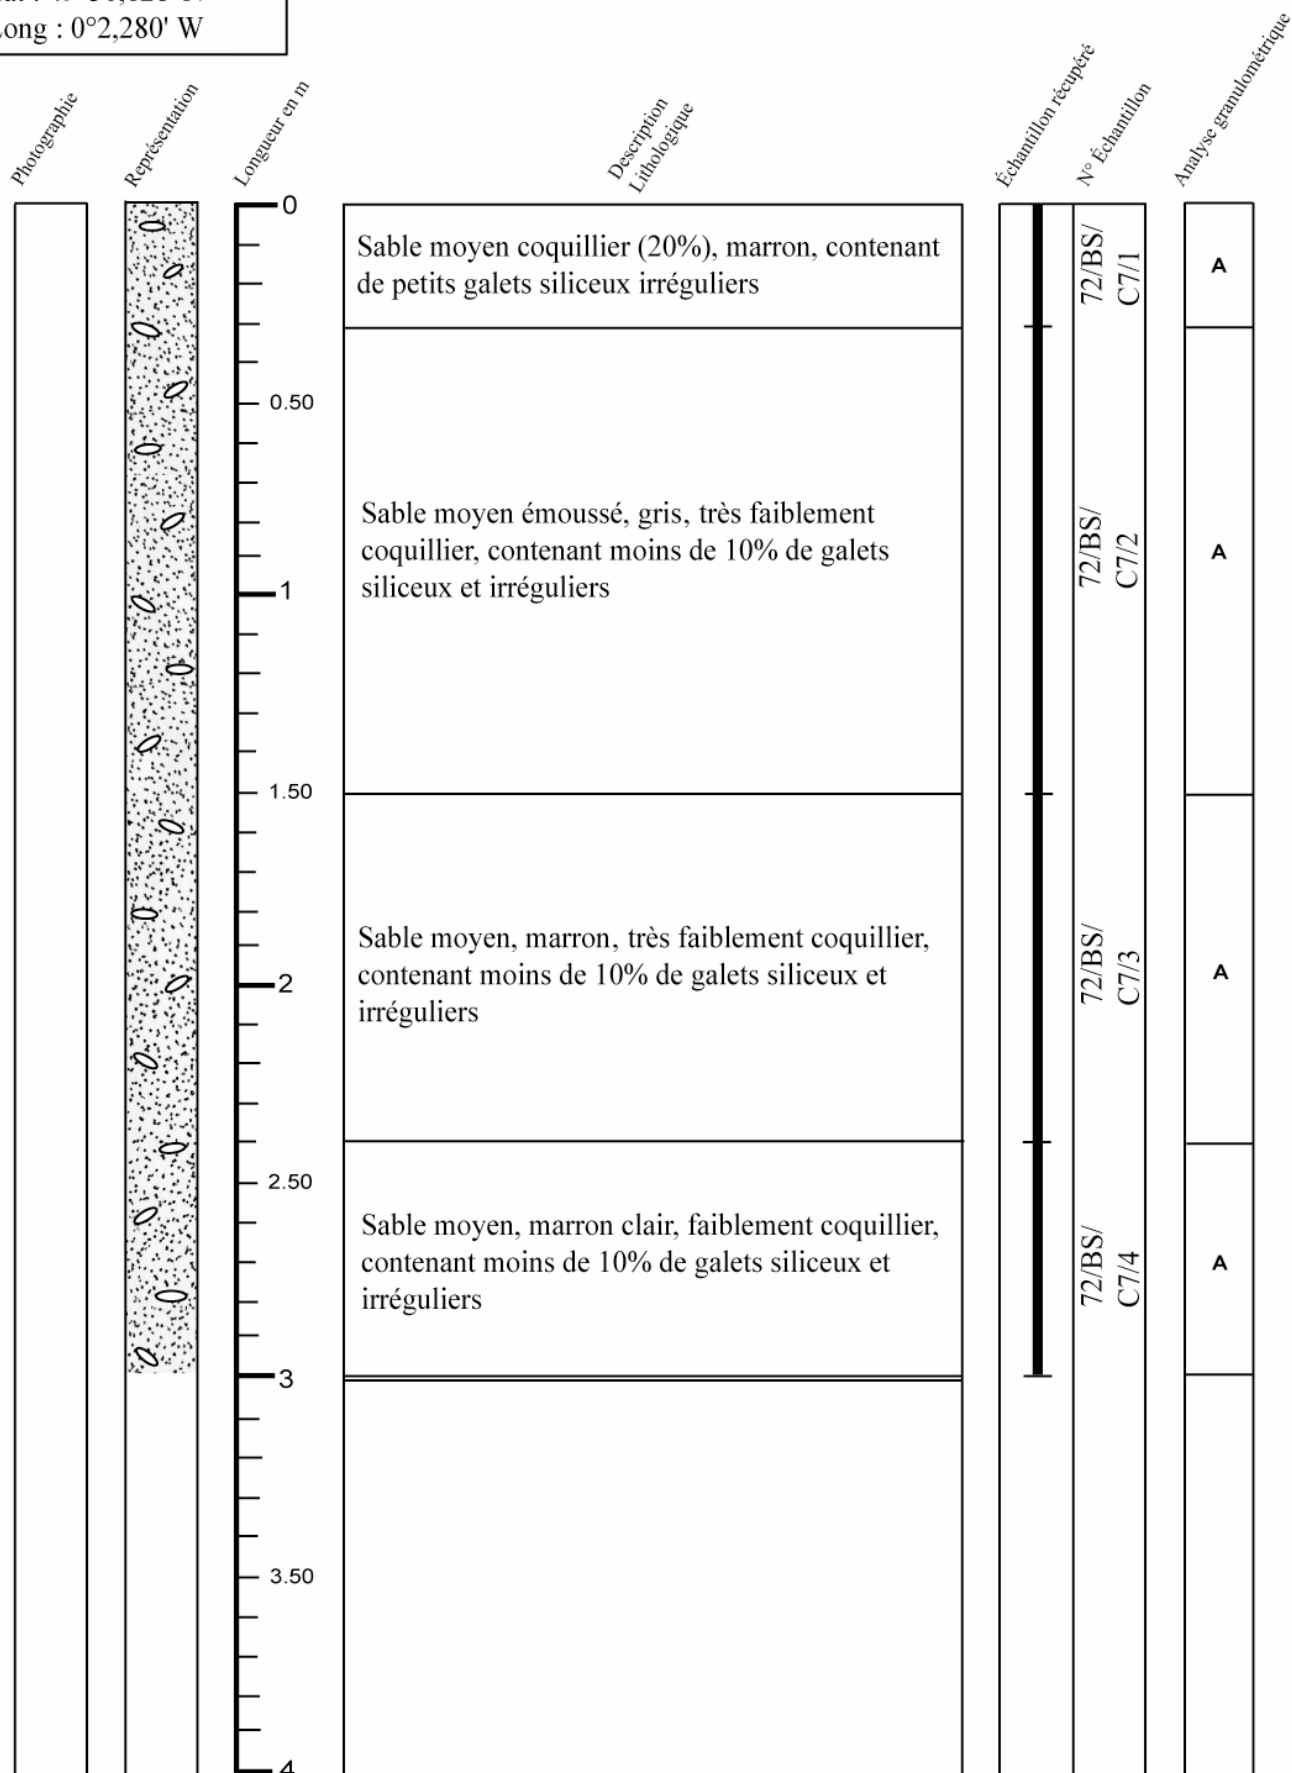 Long : 0°2,280' W
Photographie
Représentation
Longueur en m
Description
Lithologique
Échantillon récupéré
N° Échantillon
Analyse granulométrique
0
Sable moyen coquillier (20%), marron, contenant
de petits galets siliceux irréguliers
72/BS/
C7/1
A
0.50
Sable moyen émoussé, gris, très faiblement
coquillier, contenant moins de 10% de galets
siliceux et irréguliers
72/BS/
C7/2
A
1
1.50
Sable moyen, marron, très faiblement coquillier,
contenant moins de 10% de galets siliceux et
irréguliers
72/BS/
C7/3
A
2
2.50
Sable moyen, marron clair, faiblement coquillier,
contenant moins de 10% de galets siliceux et
irréguliers
72/BS/
C7/4
A
3
3.50
4